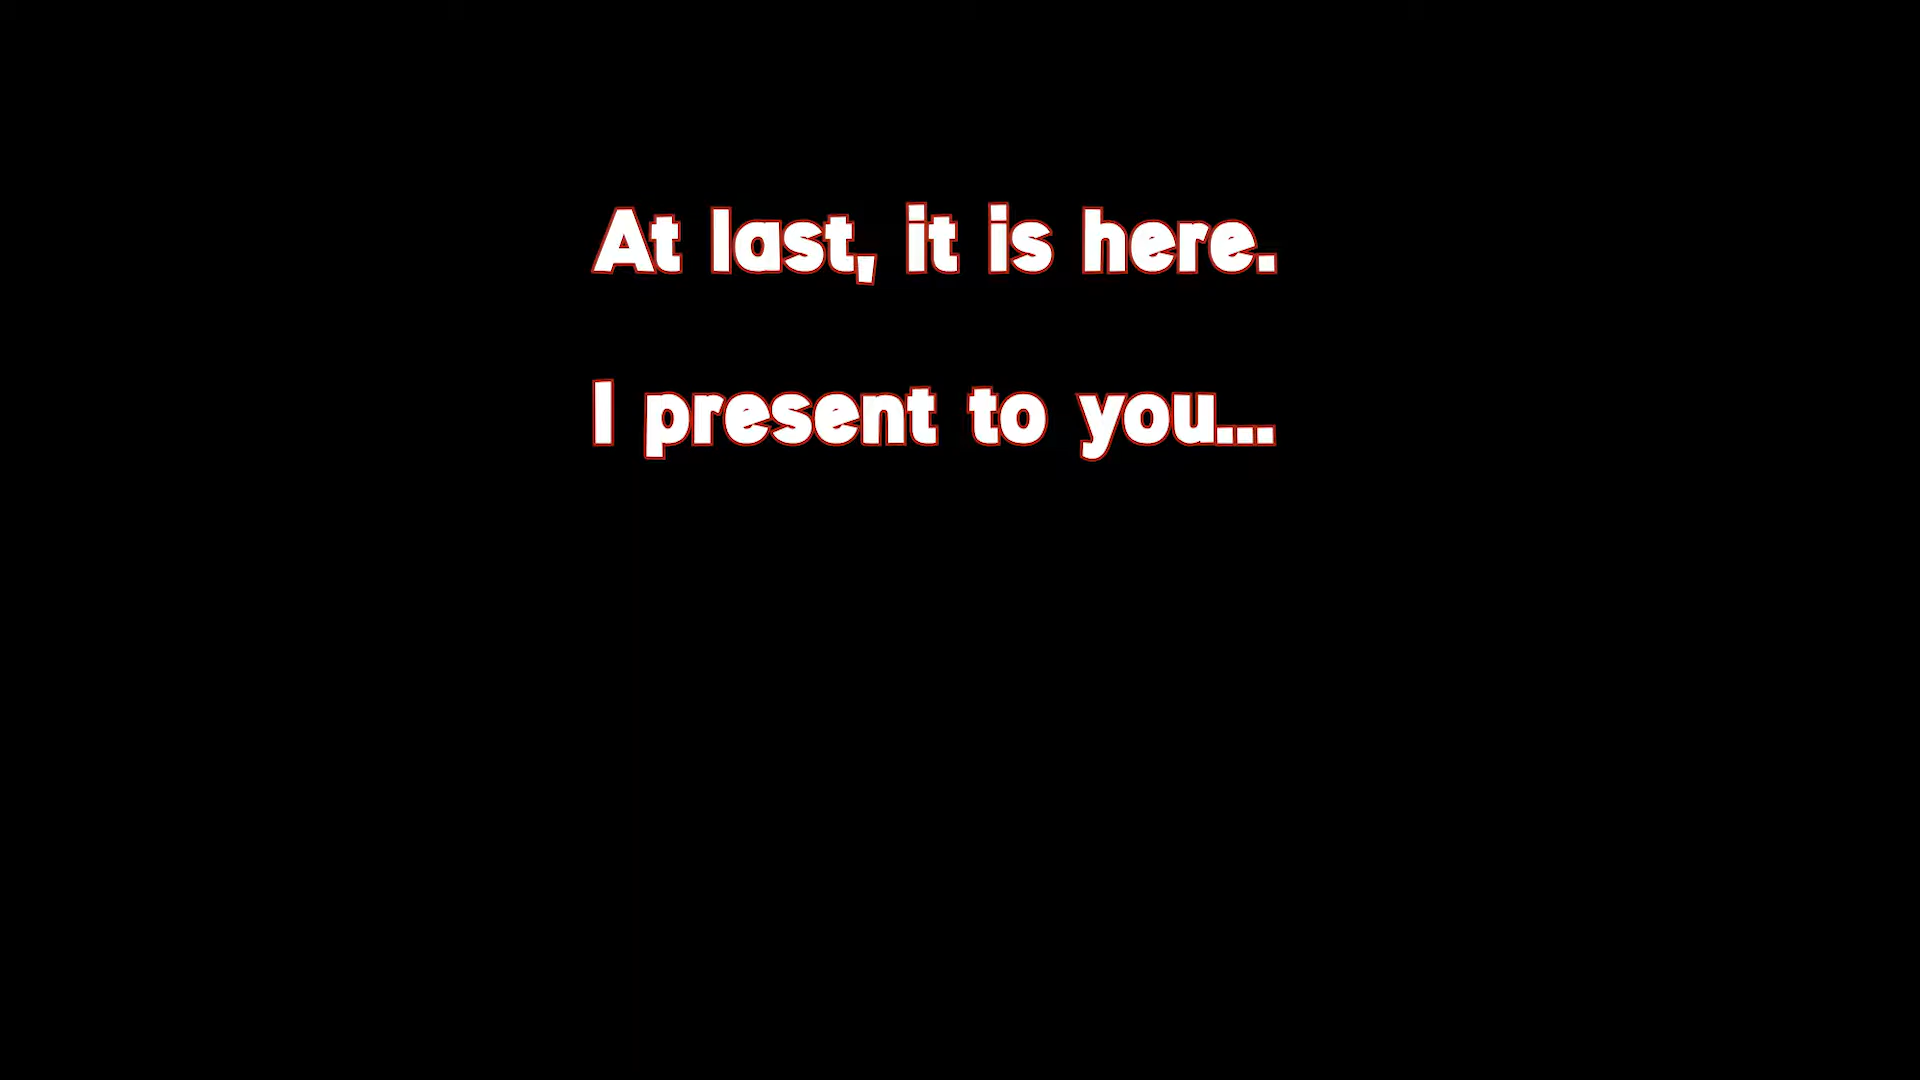 At last, it is here.
I present to you...